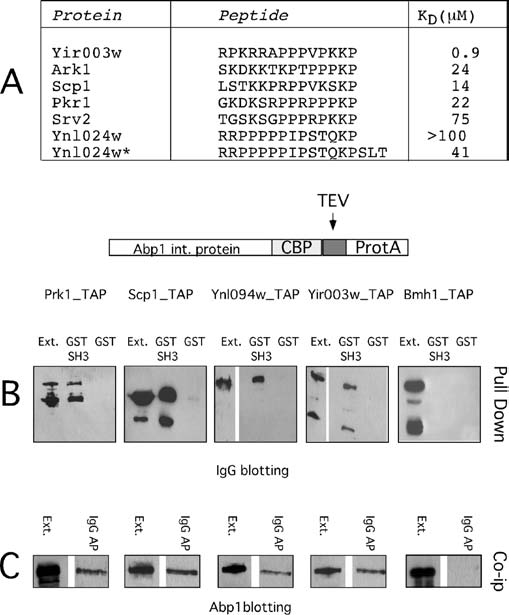 Protein Peptide KD(μM)
A
Yir003w RPKRRAPPPVPKKP 0.9
Ark1 SKDKKTKPTPPPKP 24
Scp1 LSTKKPRPPVKSKP 14
Pkr1 GKDKSRPPRPPPKP 22
Srv2 TGSKSGPPPRPKKP 75
Ynl024w RRPPPPPIPSTQKP >100
Ynl024w* RRPPPPPIPSTQKPSLT 41
TEV
Abp1 int. protein CBP ProtA
Prk1_TAP Scp1_TAP Ynl094w_TAP Yir003w_TAP Bmh1_TAP
Ext. GST GST Ext. GST GST Ext. GST GST Ext. GST GST Ext. GST GST
SH3 SH3 SH3 SH3 SH3
B
Pull Down
IgG blotting
Ext. IgG AP Ext. IgG AP Ext. IgG AP Ext. IgG AP Ext. IgG AP
C
Co-ip
Abp1blotting